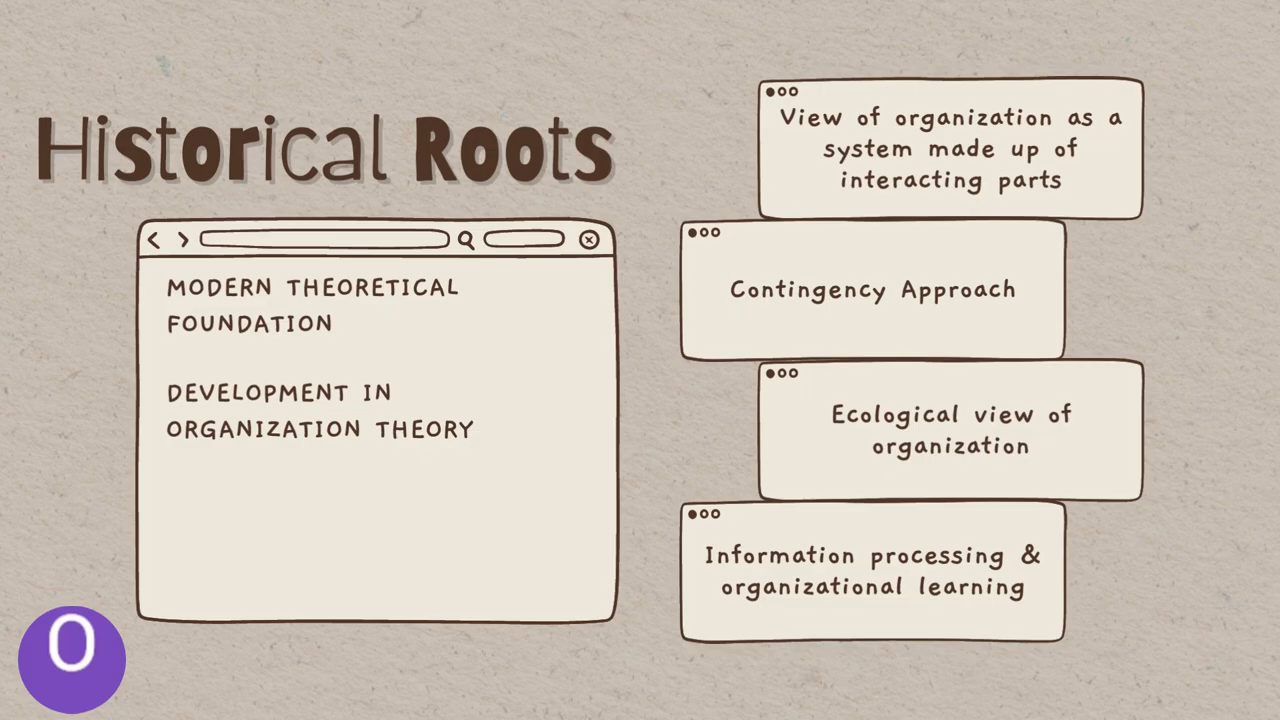 Historical Roots
MODERN THEORETICAL
FOUNDATION
DEVELOPMENT IN
ORGANIZATION THEORY
View of organization as a
system made up of
interacting parts
Contingency Approach
Ecological view of
organization
Information processing &
organizational learning
O